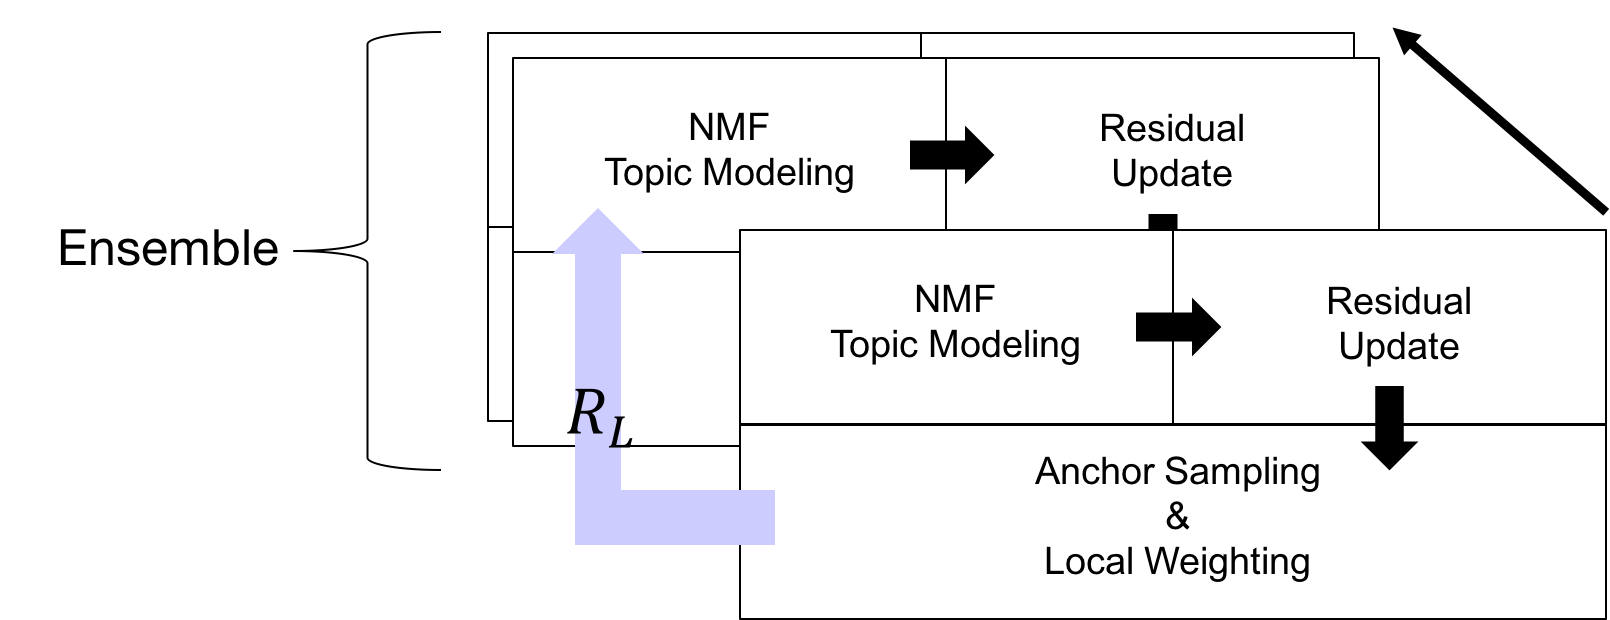 Ensemble
NMF
Topic Modeling
Residual
Update
NMF
Topic Modeling
Residual
Update
R_L
Anchor Sampling
&
Local Weighting